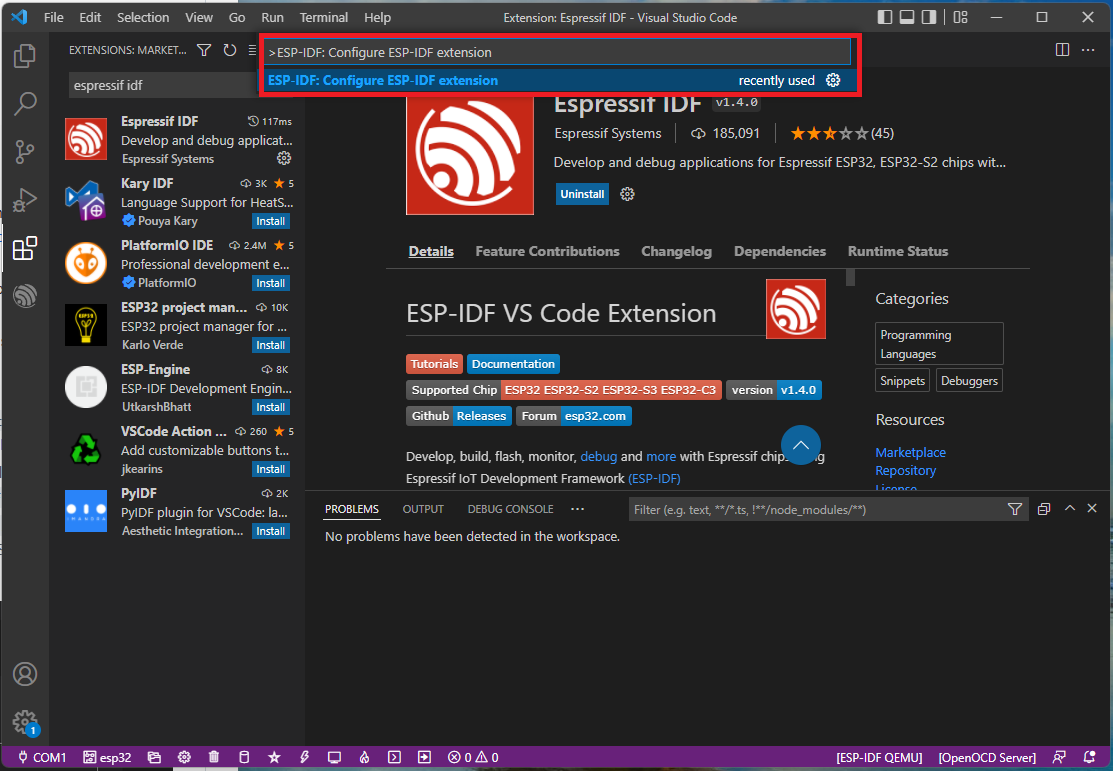 File Edit Selection View Go Run Terminal Help
Extension: Espressif IDF - Visual Studio Code
EXTENSIONS: MARKET...
>ESP-IDF: Configure ESP-IDF extension
ESP-IDF: Configure ESP-IDF extension recently used
espressif idf
Espressif IDF 117ms
Develop and debug applicat...
Espressif Systems
Kary IDF 3K 5
Language Support for HeatS...
Pouya Kary Install
PlatformIO IDE 2.4M 5
Professional development e...
PlatformIO Install
ESP32 project man... 10K
ESP32 project manager for ...
Karlo Verde Install
ESP-Engine 8K
ESP-IDF Development Engin...
UtkarshBhatt Install
VSCode Action ... 260 5
Add customizable buttons t...
jkearins Install
PyIDF 2K
PyIDF plugin for VSCode: la...
Aesthetic Integration... Install
Espressif IDF v1.4.0
Espressif Systems 185,091 (45)
Develop and debug applications for Espressif ESP32, ESP32-S2 chips wit...
Uninstall
Details Feature Contributions Changelog Dependencies Runtime Status
ESP-IDF VS Code Extension
Tutorials Documentation
Supported Chip ESP32 ESP32-S2 ESP32-S3 ESP32-C3 version v1.4.0
Github Releases Forum esp32.com
Develop, build, flash, monitor, debug and more with Espressif chip
Espressif IoT Development Framework (ESP-IDF)
Categories
Programming
Languages
Snippets Debuggers
Resources
Marketplace
Repository
License
PROBLEMS OUTPUT DEBUG CONSOLE ...
Filter (e.g. text, **/*.ts, !**/node_modules/**)
No problems have been detected in the workspace.
1
COM1 esp32 0 0 [ESP-IDF QEMU] [OpenOCD Server]